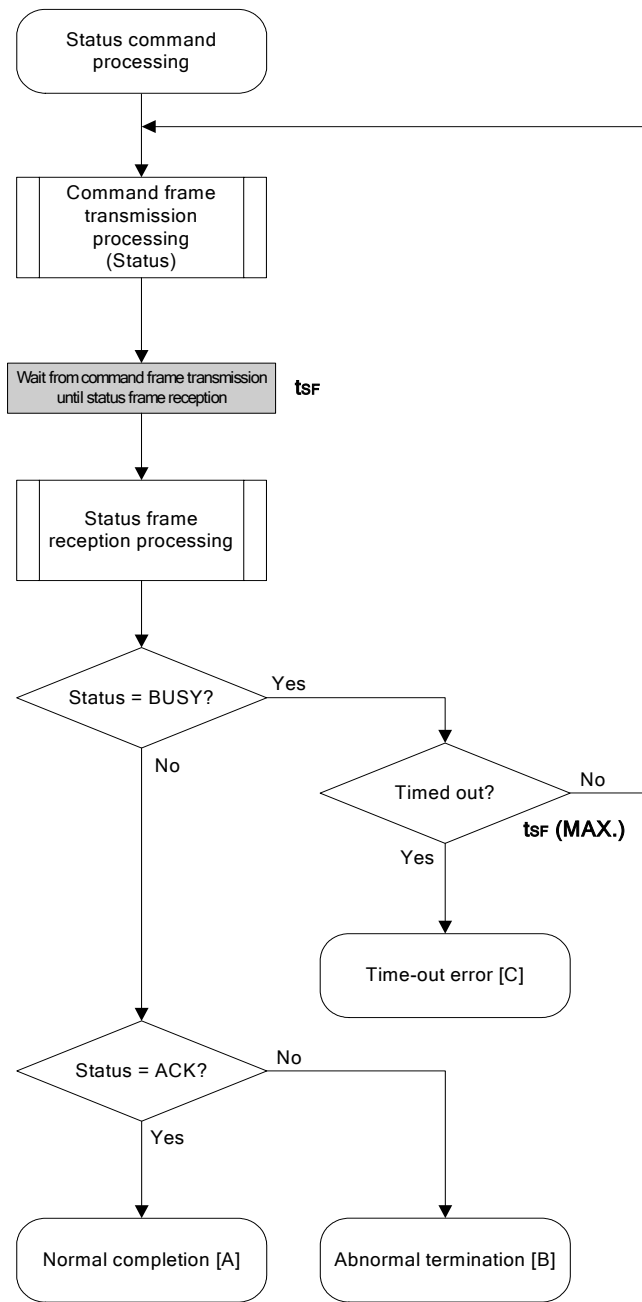 Status command
processing
Command frame
transmission
processing
(Status)
Wait from command frame transmission
until status frame reception
tSF
Status frame
reception processing
Status = BUSY?
Yes
No
Timed out?
No
tSF (MAX.)
Yes
Time-out error [C]
Status = ACK?
No
Yes
Normal completion [A]
Abnormal termination [B]